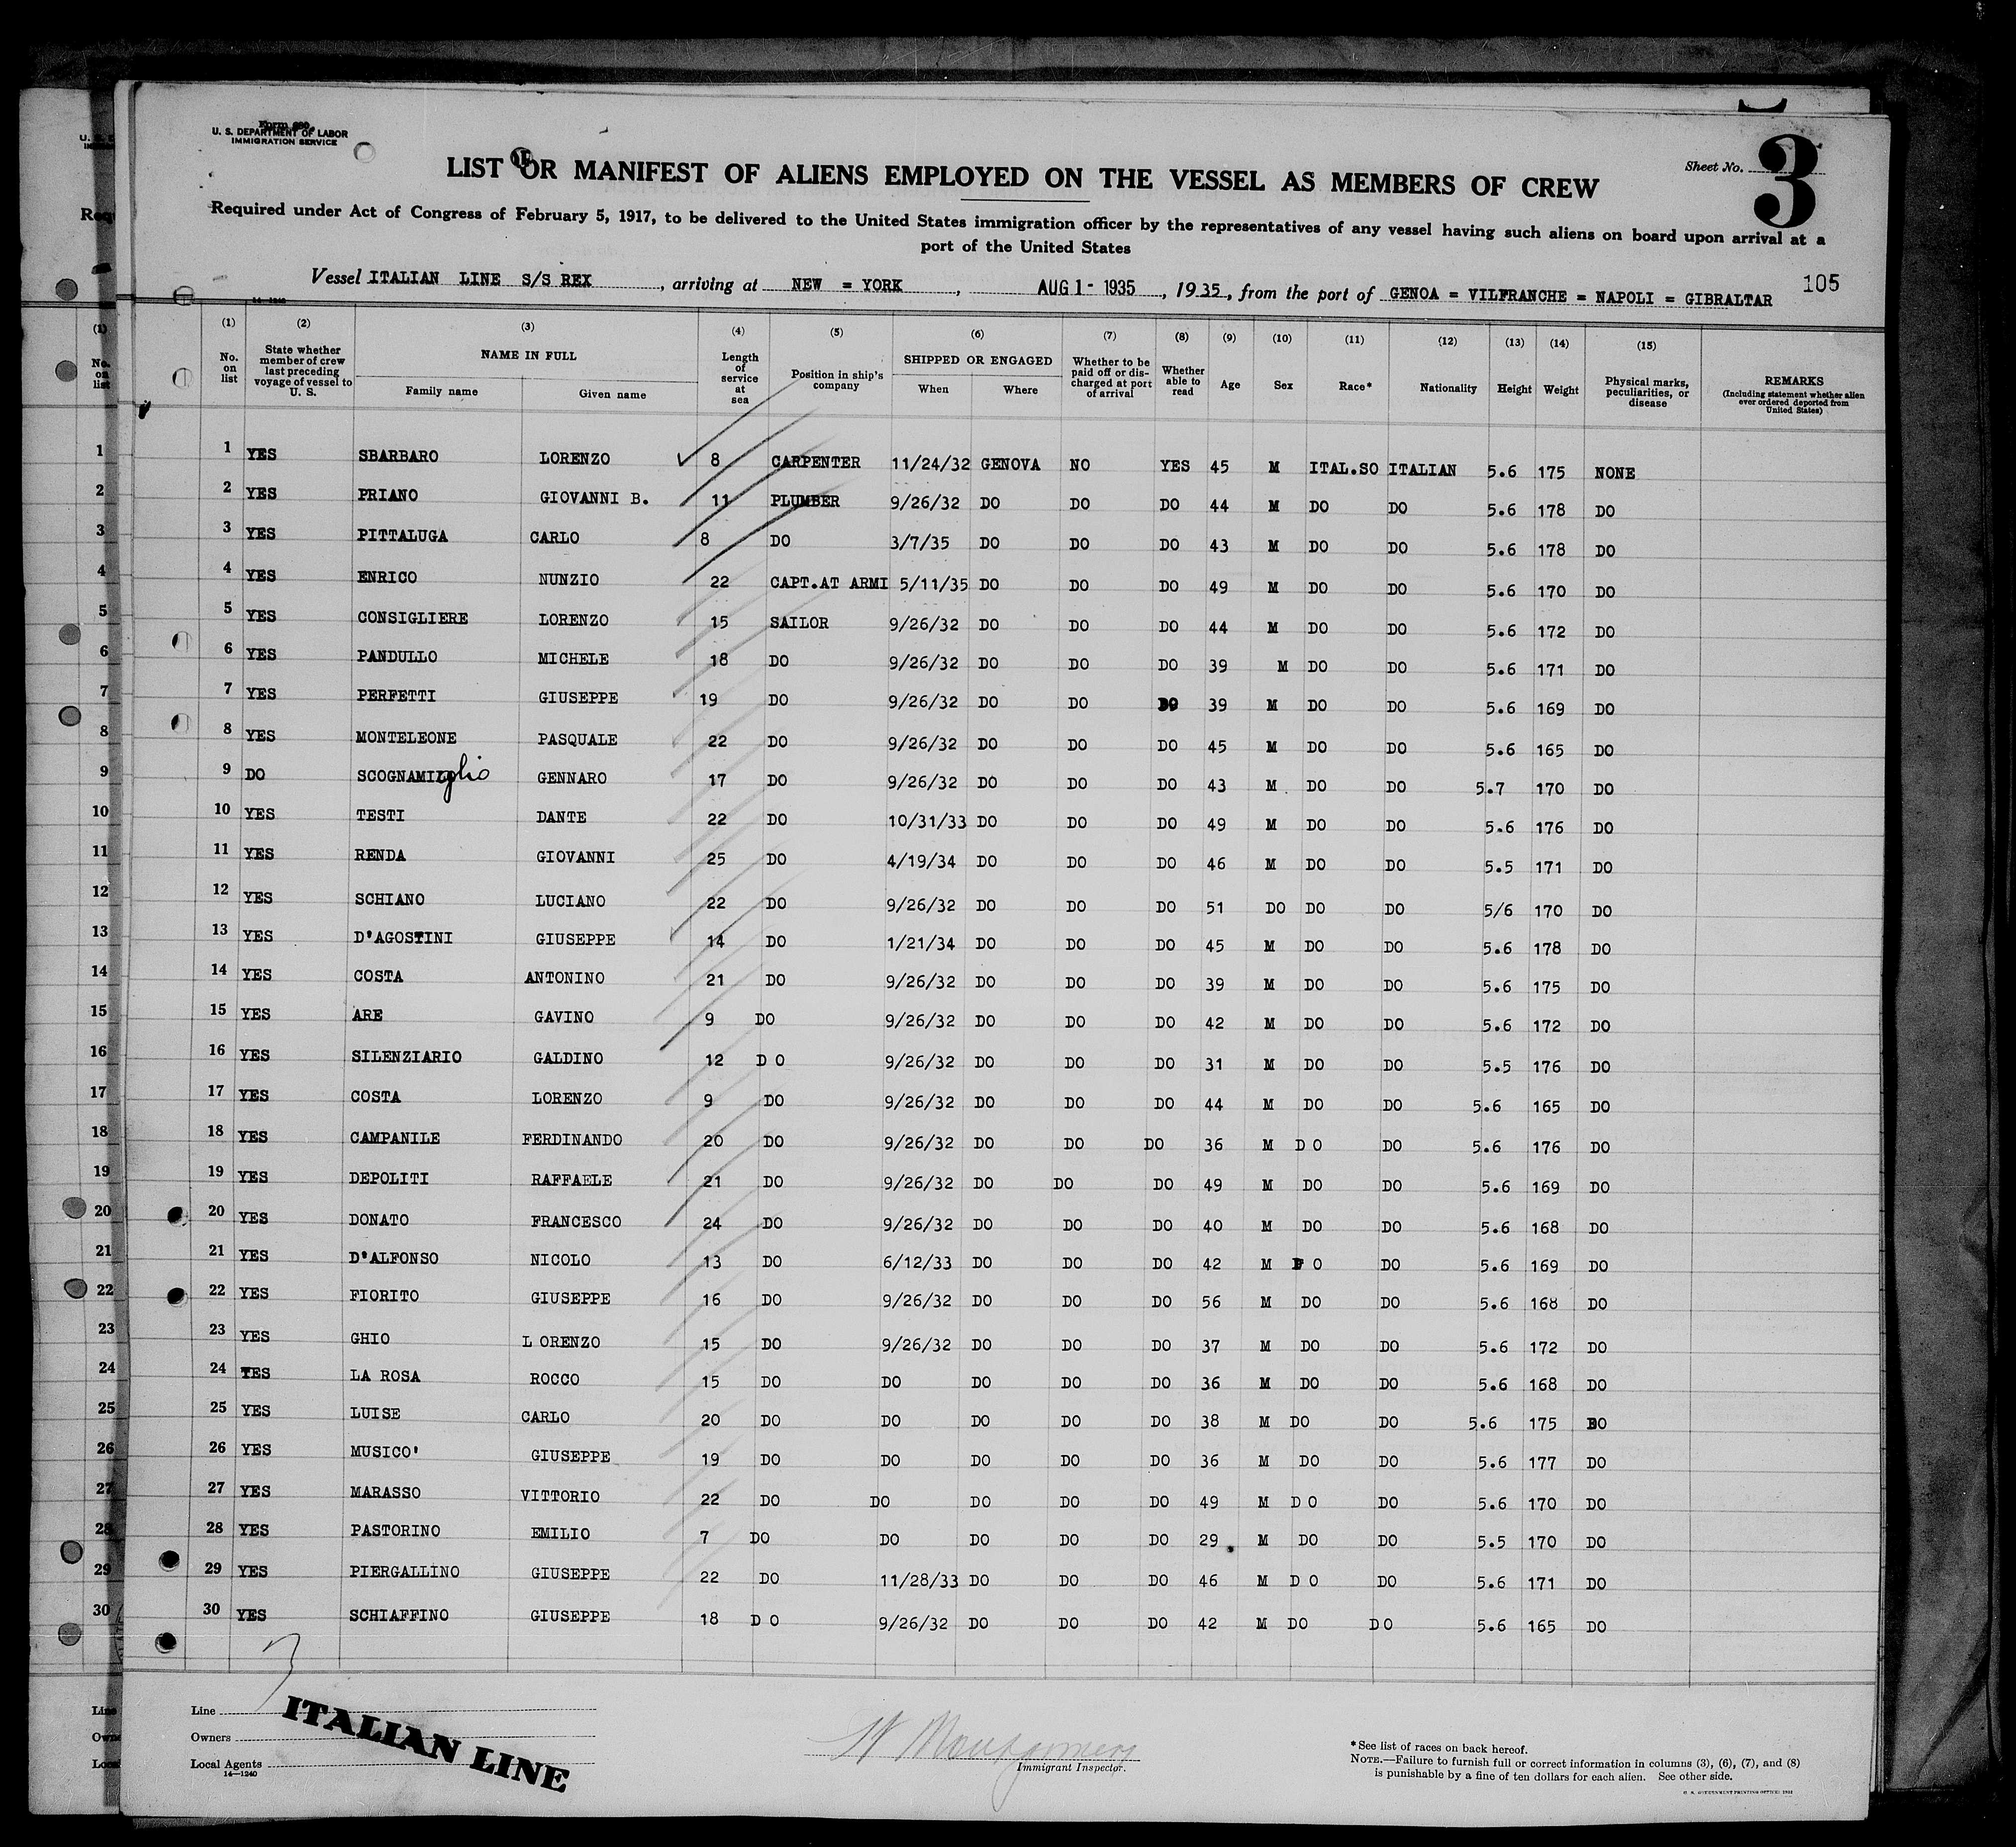 Form 680
U. S. DEPARTMENT OF LABOR
IMMIGRATION SERVICE
Sheet No. 3
LIST OR MANIFEST OF ALIENS EMPLOYED ON THE VESSEL AS MEMBERS OF CREW
Required under Act of Congress of February 5, 1917, to be delivered to the United States immigration officer by the representatives of any vessel having such aliens on board upon arrival at a
port of the United States
Vessel ITALIAN LINE S/S REX, arriving at NEW = YORK, AUG 1 - 1935, 1935, from the port of GENOA = VILFRANCHE = NAPOLI = GIBRALTAR 105
14—1240
(1) (2) (3) (4) (5) (6) (7) (8) (9) (10) (11) (12) (13) (14) (15)
No. on list State whether member of crew last preceding voyage of vessel to U. S. NAME IN FULL Family name Given name Length of service at sea Position in ship's company SHIPPED OR ENGAGED When Where Whether to be paid off or discharged at port of arrival Whether able to read Age Sex Race* Nationality Height Weight Physical marks, peculiarities, or disease REMARKS (Including statement whether alien ever ordered deported from United States)
1 YES SBARBARO LORENZO 8 CARPENTER 11/24/32 GENOVA NO YES 45 M ITAL.SO ITALIAN 5.6 175 NONE
2 YES PRIANO GIOVANNI B. 11 PLUMBER 9/26/32 DO DO DO 44 M DO DO 5.6 178 DO
3 YES PITTALUGA CARLO 8 DO 3/7/35 DO DO DO 43 M DO DO 5.6 178 DO
4 YES ENRICO NUNZIO 22 CAPT.AT ARMI 5/11/35 DO DO DO 49 M DO DO 5.6 170 DO
5 YES CONSIGLIERE LORENZO 15 SAILOR 9/26/32 DO DO DO 44 M DO DO 5.6 172 DO
6 YES PANDULLO MICHELE 18 DO 9/26/32 DO DO DO 39 M DO DO 5.6 171 DO
7 YES PERFETTI GIUSEPPE 19 DO 9/26/32 DO DO DO 39 M DO DO 5.6 169 DO
8 YES MONTELEONE PASQUALE 22 DO 9/26/32 DO DO DO 45 M DO DO 5.6 165 DO
9 DO SCOGNAMIglio GENNARO 17 DO 9/26/32 DO DO DO 43 M DO DO 5.7 170 DO
10 YES TESTI DANTE 22 DO 10/31/33 DO DO DO 49 M DO DO 5.6 176 DO
11 YES RENDA GIOVANNI 25 DO 4/19/34 DO DO DO 46 M DO DO 5.5 171 DO
12 YES SCHIANO LUCIANO 22 DO 9/26/32 DO DO DO 51 DO DO DO 5/6 170 DO
13 YES D'AGOSTINI GIUSEPPE 14 DO 1/21/34 DO DO DO 45 M DO DO 5.6 178 DO
14 YES COSTA ANTONINO 21 DO 9/26/32 DO DO DO 39 M DO DO 5.6 175 DO
15 YES ARE GAVINO 9 DO 9/26/32 DO DO DO 42 M DO DO 5.6 172 DO
16 YES SILENZIARIO GALDINO 12 D O 9/26/32 DO DO DO 31 M DO DO 5.5 176 DO
17 YES COSTA LORENZO 9 DO 9/26/32 DO DO DO 44 M DO DO 5.6 165 DO
18 YES CAMPANILE FERDINANDO 20 DO 9/26/32 DO DO DO 36 M D O DO 5.6 176 DO
19 YES DEPOLITI RAFFAELE 21 DO 9/26/32 DO DO DO 49 M DO DO 5.6 169 DO
20 YES DONATO FRANCESCO 24 DO 9/26/32 DO DO DO 40 M DO DO 5.6 168 DO
21 YES D'ALFONSO NICOLO 13 DO 6/12/33 DO DO DO 42 M D O DO 5.6 169 DO
22 YES FIORITO GIUSEPPE 16 DO 9/26/32 DO DO DO 56 M DO DO 5.6 168 DO
23 YES GHIO L ORENZO 15 DO 9/26/32 DO DO DO 37 M DO DO 5.6 172 DO
24 YES LA ROSA ROCCO 15 DO DO DO DO DO 36 M DO DO 5.6 168 DO
25 YES LUISE CARLO 20 DO DO DO DO DO 38 M DO DO 5.6 175 DO
26 YES MUSICO' GIUSEPPE 19 DO DO DO DO DO 36 M DO DO 5.6 177 DO
27 YES MARASSO VITTORIO 22 DO DO DO DO DO 49 M D O DO 5.6 170 DO
28 YES PASTORINO EMILIO 7 DO DO DO DO DO 29 M DO DO 5.5 170 DO
29 YES PIERGALLINO GIUSEPPE 22 DO 11/28/33 DO DO DO 46 M D O DO 5.6 171 DO
30 YES SCHIAFFINO GIUSEPPE 18 D O 9/26/32 DO DO DO 42 M DO DO 5.6 165 DO
Line
Owners
Local Agents
14—1240
ITALIAN LINE
Montgomery
Immigrant Inspector.
*See list of races on back hereof.
NOTE.—Failure to furnish full or correct information in columns (3), (6), (7), and (8)
is punishable by a fine of ten dollars for each alien. See other side.